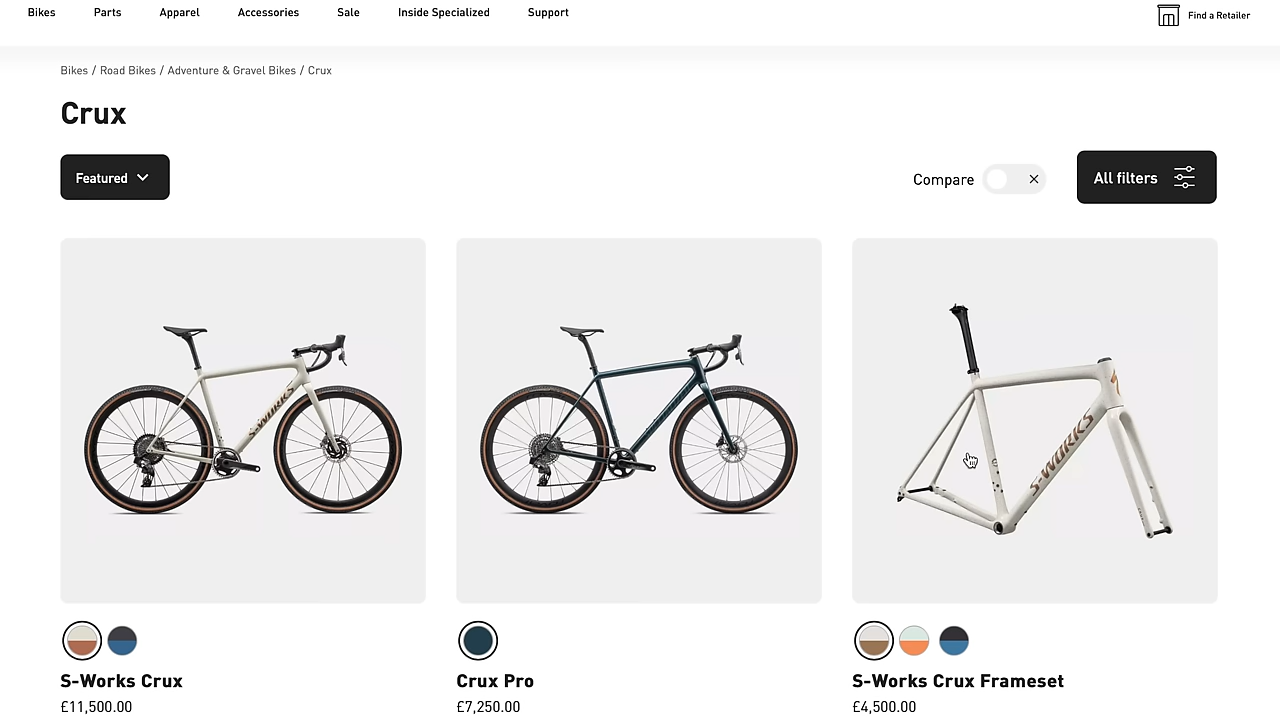 Bikes Parts Apparel Accessories Sale Inside Specialized Support Find a Retailer
Bikes / Road Bikes / Adventure & Gravel Bikes / Crux
Crux
Featured Compare All filters
S-WORKS
S-WORKS
S-Works Crux Crux Pro S-Works Crux Frameset
£11,500.00 £7,250.00 £4,500.00